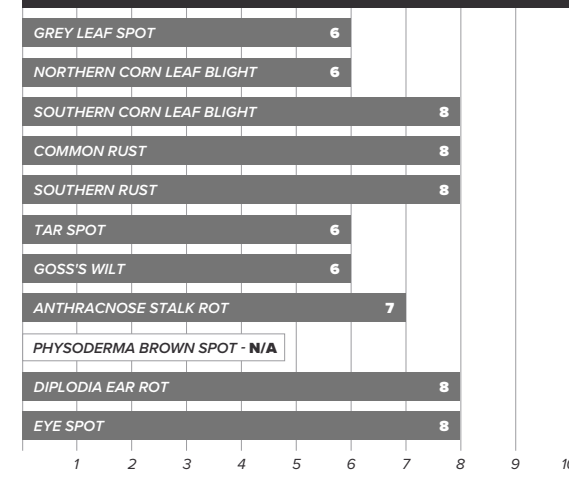 GREY LEAF SPOT 6
NORTHERN CORN LEAF BLIGHT 6
SOUTHERN CORN LEAF BLIGHT 8
COMMON RUST 8
SOUTHERN RUST 8
TAR SPOT 6
GOSS'S WILT 6
ANTHRACNOSE STALK ROT 7
PHYSODERMA BROWN SPOT - N/A
DIPLODIA EAR ROT 8
EYE SPOT 8
1 2 3 4 5 6 7 8 9